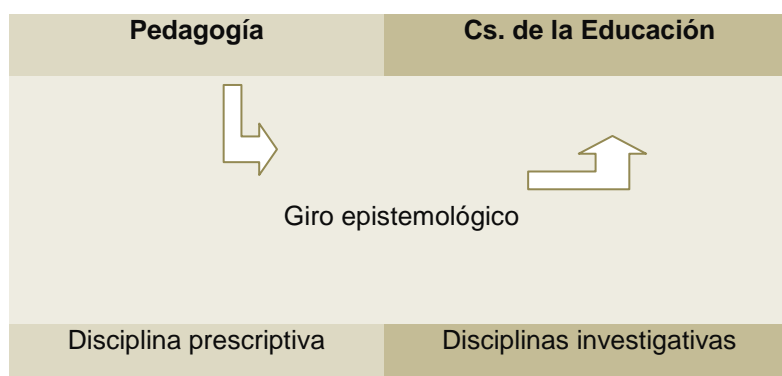 Pedagogía
Cs. de la Educación
Giro epistemológico
Disciplina prescriptiva
Disciplinas investigativas